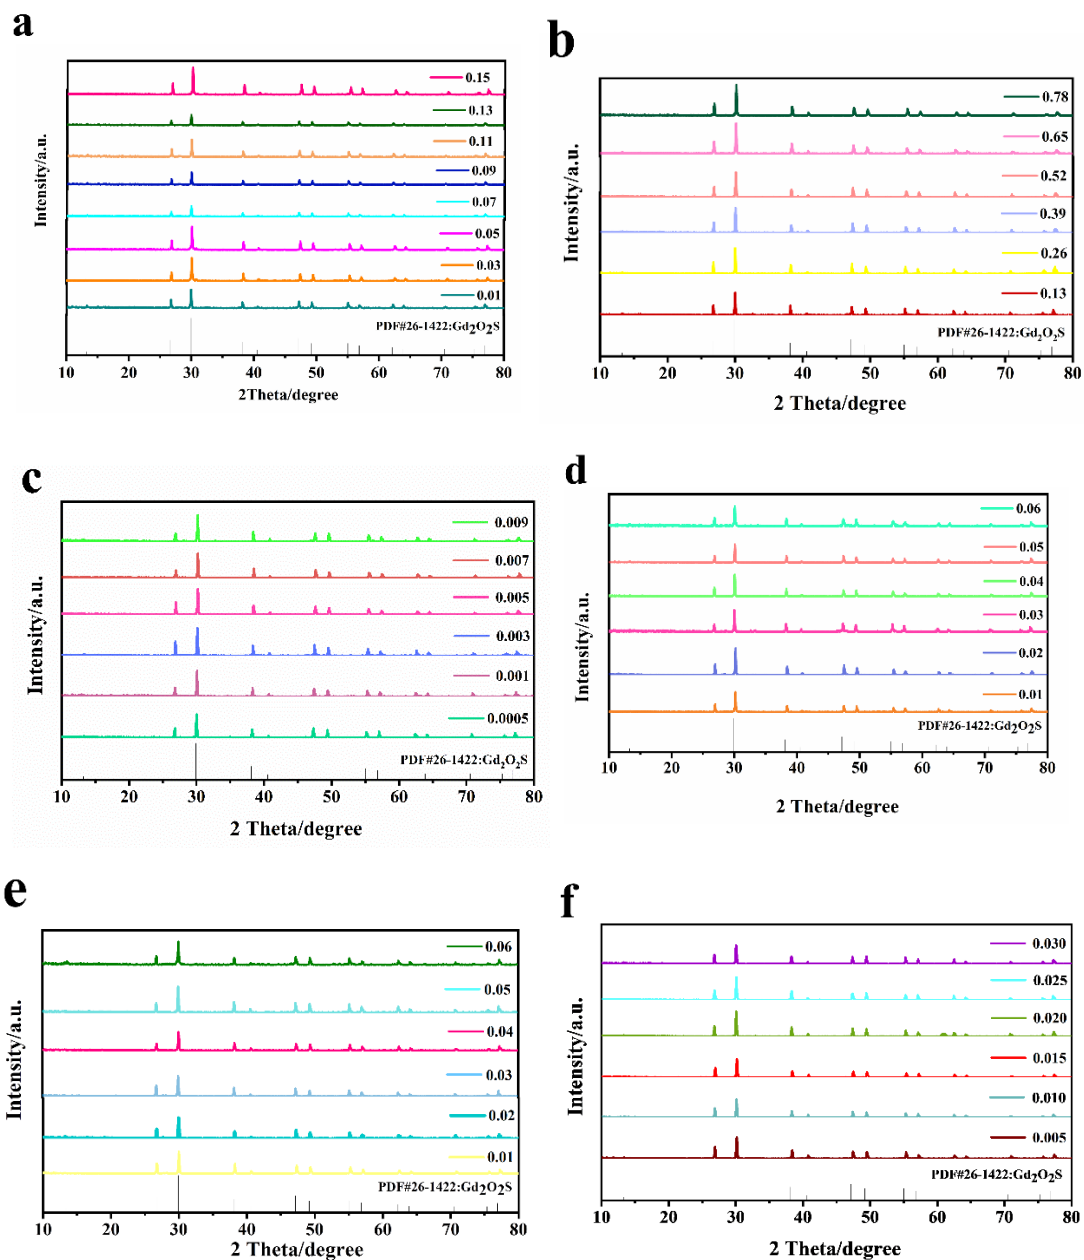 a
0.15
0.13
0.11
0.09
0.07
0.05
0.03
0.01
PDF#26-1422:Gd₂O₂S
Intensity/a.u.
10 20 30 40 50 60 70 80
2Theta/degree
b
0.78
0.65
0.52
0.39
0.26
0.13
PDF#26-1422:Gd₂O₂S
Intensity/a.u.
10 20 30 40 50 60 70 80
2 Theta/degree
c
0.009
0.007
0.005
0.003
0.001
0.0005
PDF#26-1422:Gd₂O₂S
Intensity/a.u.
10 20 30 40 50 60 70 80
2 Theta/degree
d
0.06
0.05
0.04
0.03
0.02
0.01
PDF#26-1422:Gd₂O₂S
Intensity/a.u.
10 20 30 40 50 60 70 80
2 Theta/degree
e
0.06
0.05
0.04
0.03
0.02
0.01
PDF#26-1422:Gd₂O₂S
Intensity/a.u.
10 20 30 40 50 60 70 80
2 Theta/degree
f
0.030
0.025
0.020
0.015
0.010
0.005
PDF#26-1422:Gd₂O₂S
Intensity/a.u.
10 20 30 40 50 60 70 80
2 Theta/degree